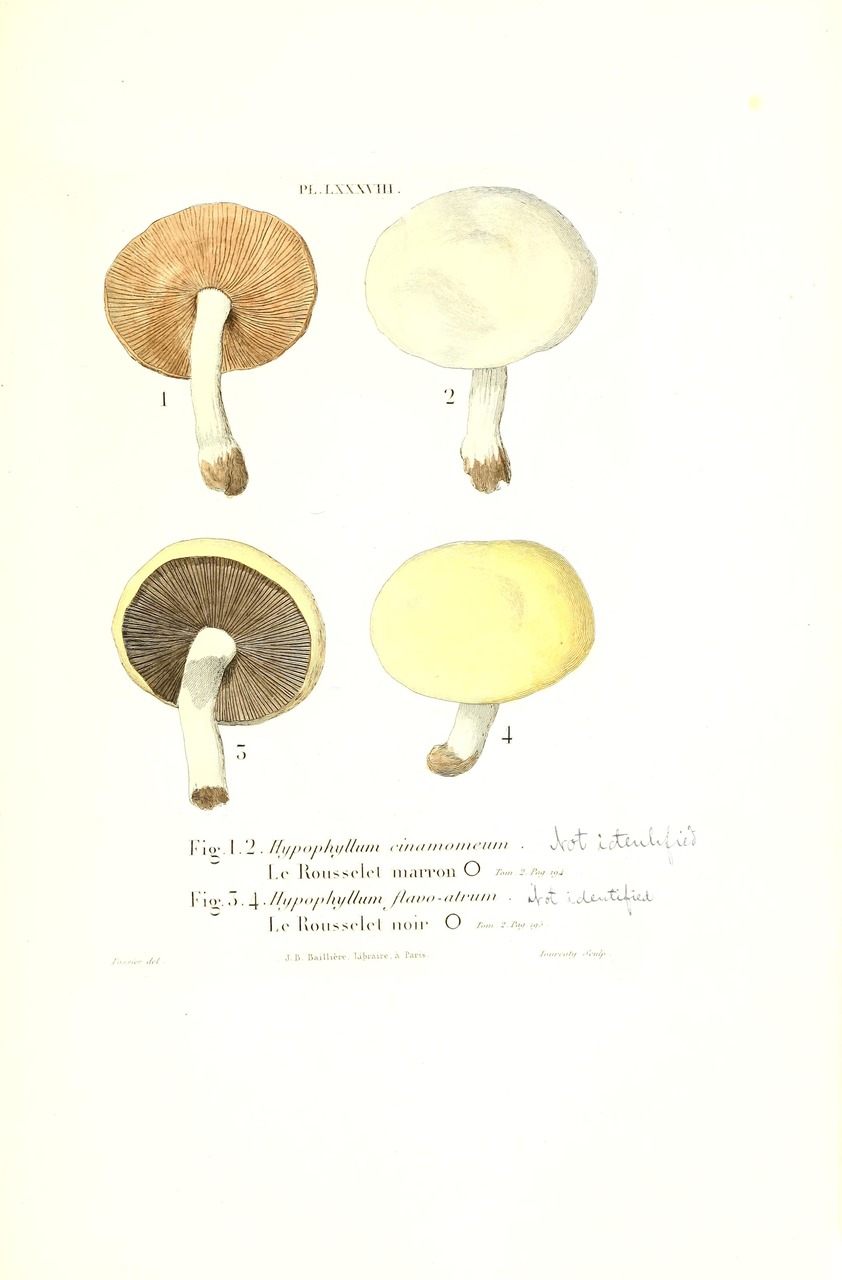 PL. LXXXVIII.
1
2
3
4
Fig. 1. 2. Hypophyllum cinamomeum . Not identified
Le Rousselet marron O Tom. 2. Pag. 194
Fig. 3. 4. Hypophyllum flavo-atrum . Not identified
Le Rousselet noir O Tom. 2. Pag. 195.
Fossier del. J. B. Baillière, Libraire, à Paris. Sculp.